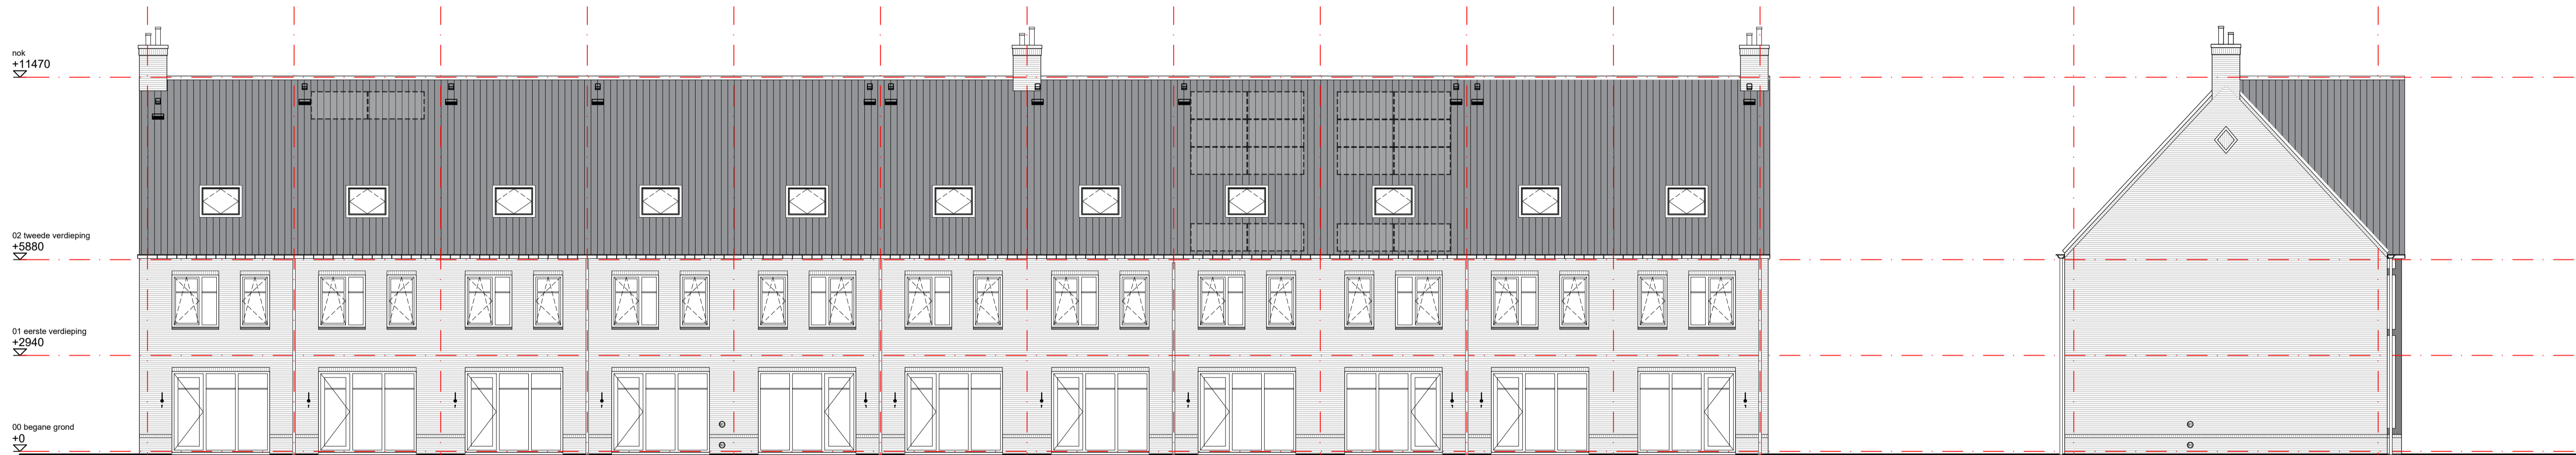 nok
+11470
02 tweede verdieping
+5880
01 eerste verdieping
+2940
00 begane grond
+0